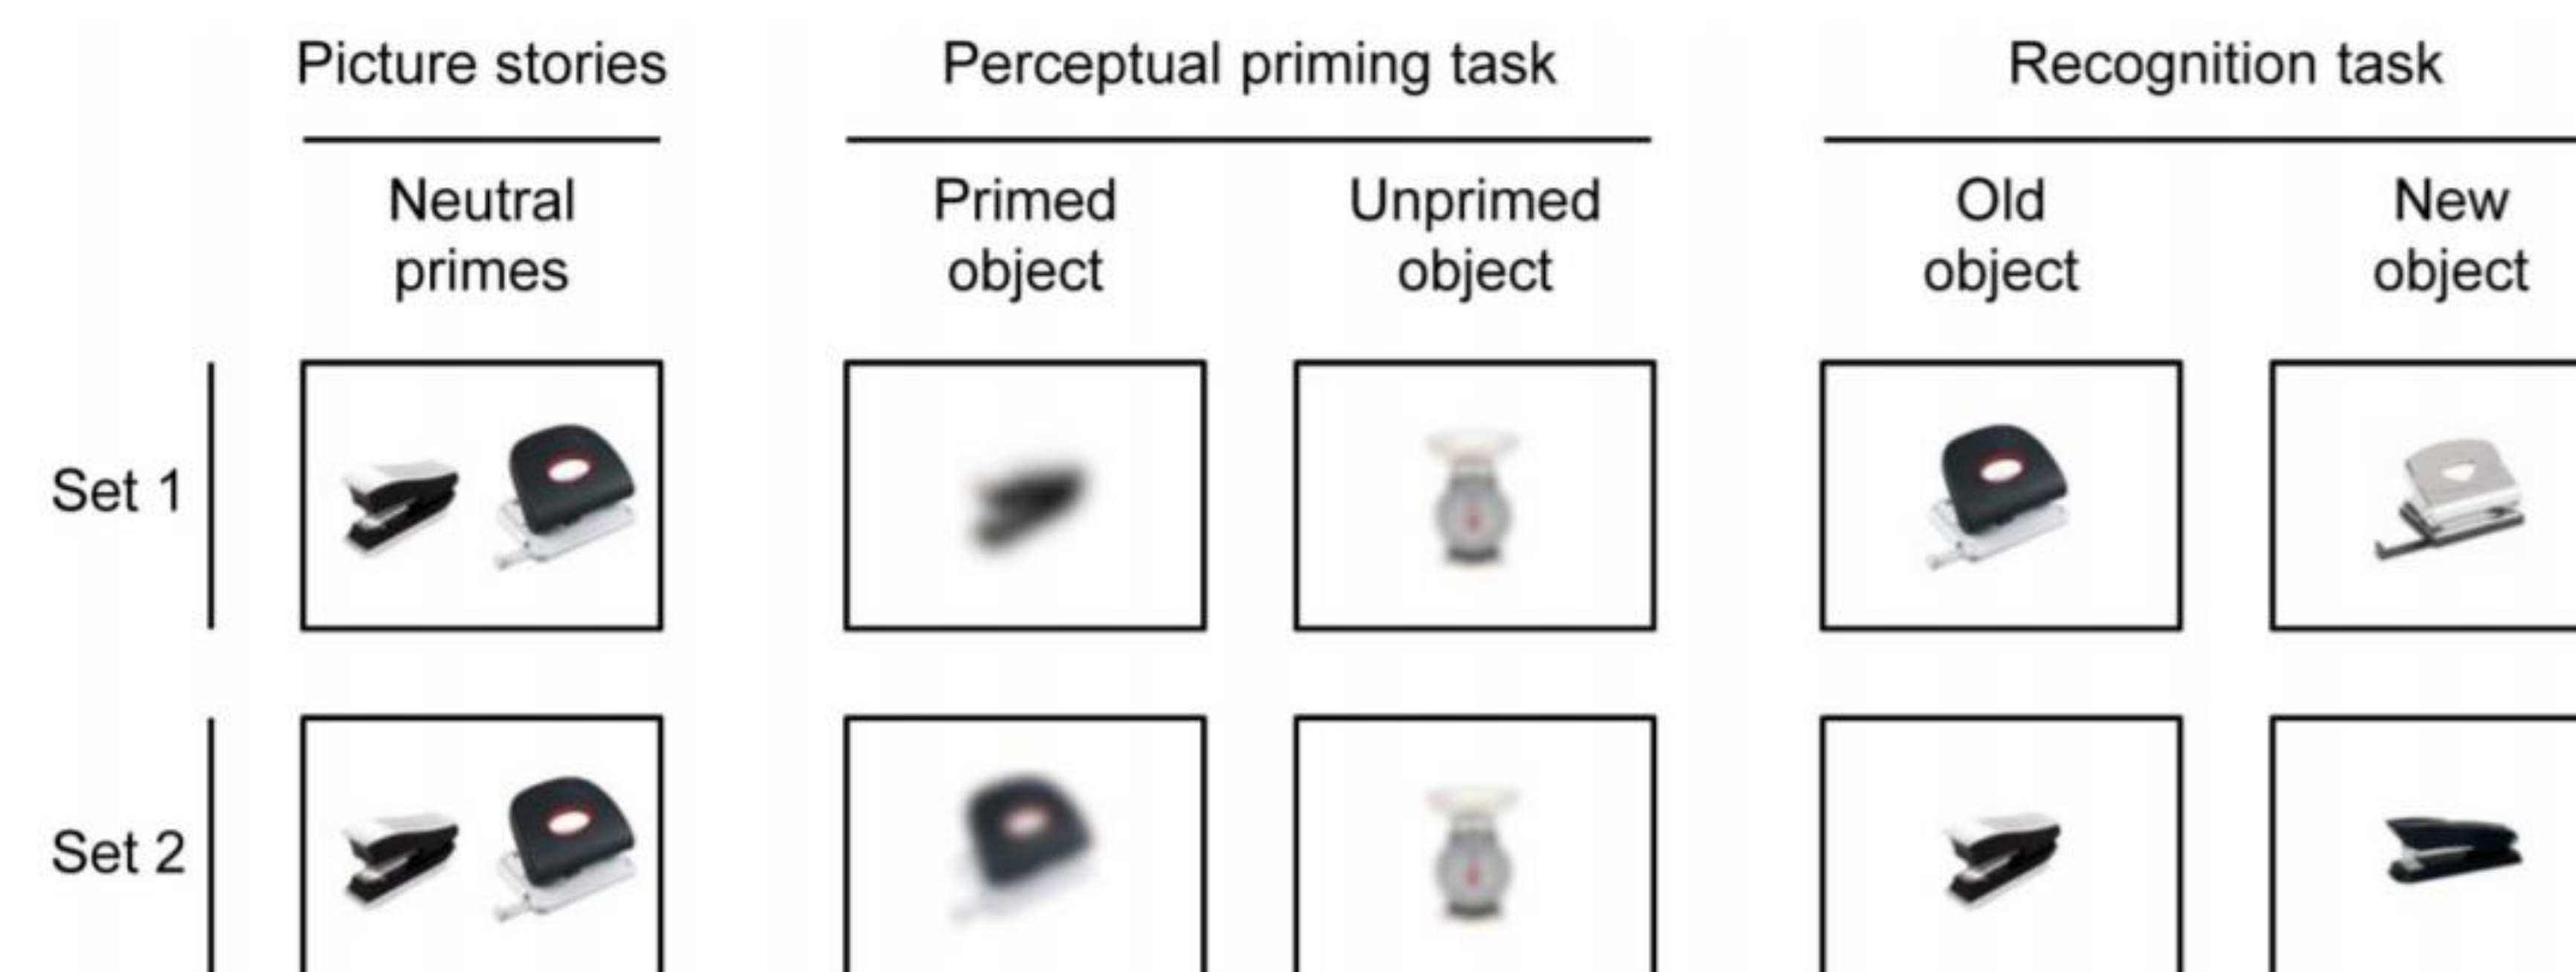 Picture stories
Perceptual priming task
Recognition task
Neutral
primes
Primed
object
Unprimed
object
Old
object
New
object
Set 1
Set 2